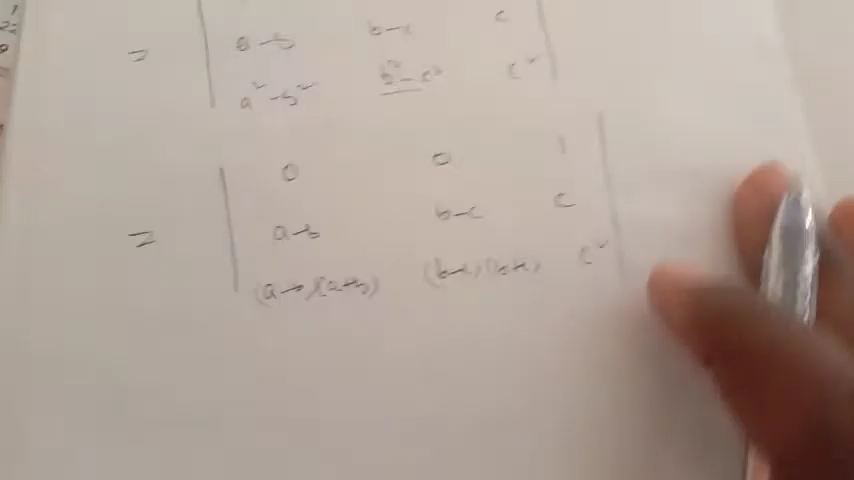 = | a-b b-c c
a²-b² b²-c² c² |
= | 0 0 1
a-b b-c c
(a-b)(a+b) (b-c)(b+c) c² |